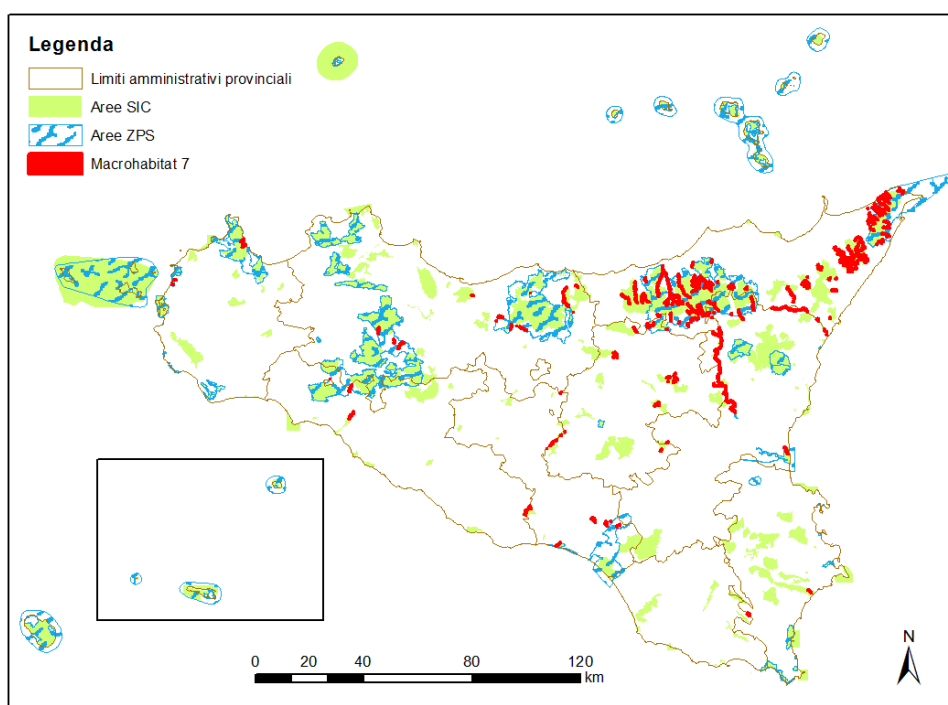 Legenda
Limiti amministrativi provinciali
Aree SIC
Aree ZPS
Macrohabitat 7
N
0 20 40 80 120
km